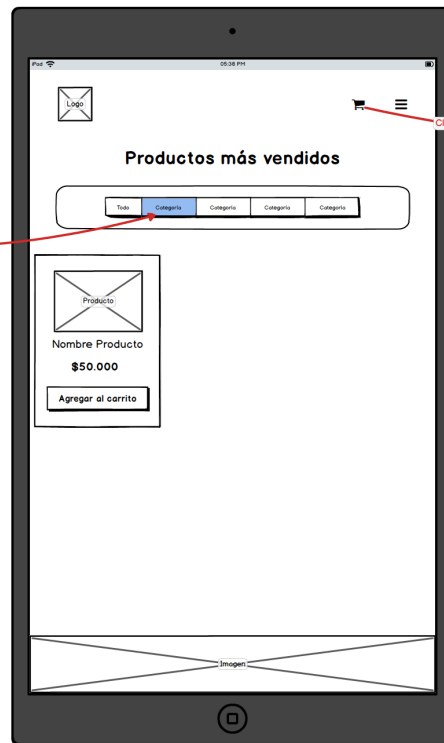 iPad
05:38 PM
Logo
Productos más vendidos
Todo Categoría Categoría Categoría Categoría
Producto
Nombre Producto
$50.000
Agregar al carrito
Imagen